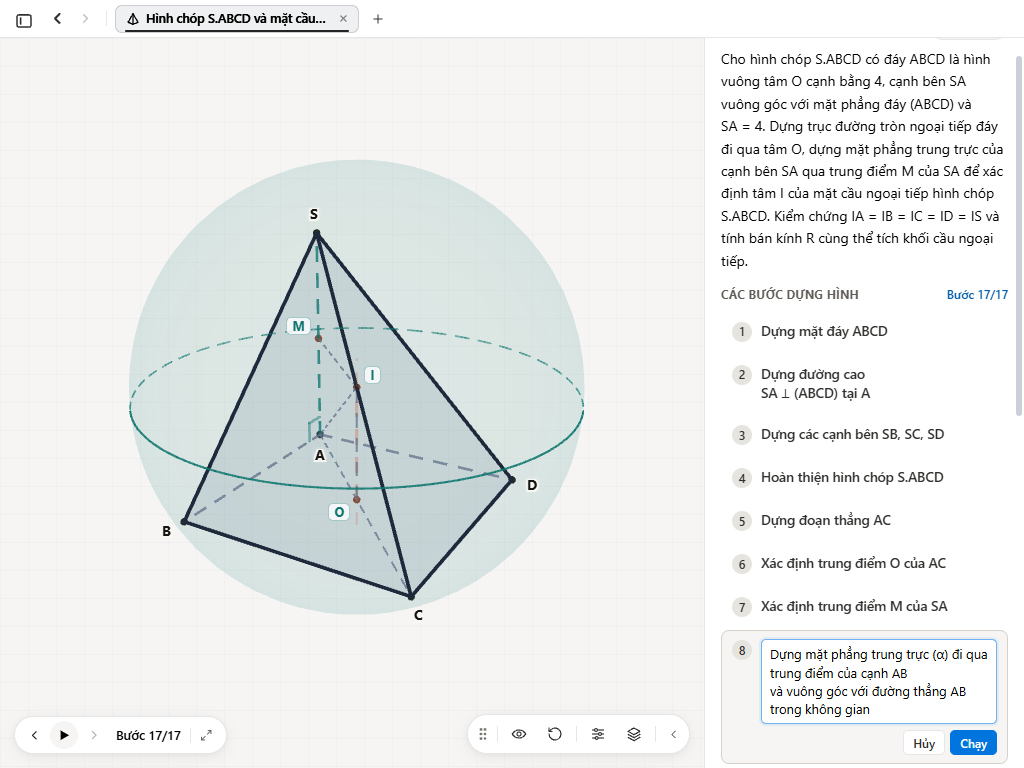 Hình chóp S.ABCD và mặt cầu...
Cho hình chóp S.ABCD có đáy ABCD là hình
vuông tâm O cạnh bằng 4, cạnh bên SA
vuông góc với mặt phẳng đáy (ABCD) và
SA = 4. Dựng trục đường tròn ngoại tiếp đáy
đi qua tâm O, dựng mặt phẳng trung trực của
cạnh bên SA qua trung điểm M của SA để xác
định tâm I của mặt cầu ngoại tiếp hình chóp
S.ABCD. Kiểm chứng IA = IB = IC = ID = IS và
tính bán kính R cùng thể tích khối cầu ngoại
tiếp.
CÁC BƯỚC DỰNG HÌNH Bước 17/17
1 Dựng mặt đáy ABCD
2 Dựng đường cao
SA ⊥ (ABCD) tại A
3 Dựng các cạnh bên SB, SC, SD
4 Hoàn thiện hình chóp S.ABCD
5 Dựng đoạn thẳng AC
6 Xác định trung điểm O của AC
7 Xác định trung điểm M của SA
8 Dựng mặt phẳng trung trực (α) đi qua
trung điểm của cạnh AB
và vuông góc với đường thẳng AB
trong không gian
Hủy Chạy
S
M
I
A
D
O
B
C
Bước 17/17